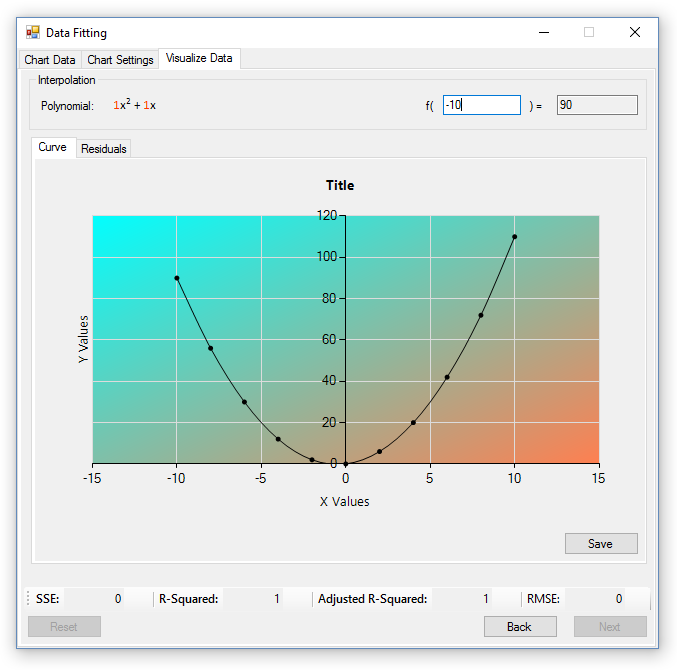 Data Fitting
Chart Data Chart Settings Visualize Data
Interpolation
Polynomial: 1x² + 1x f( -10 ) = 90
Curve Residuals
Title
120
100
80
60
40
20
0
Y Values
-15 -10 -5 0 5 10 15
X Values
Save
SSE: 0 R-Squared: 1 Adjusted R-Squared: 1 RMSE: 0
Reset Back Next